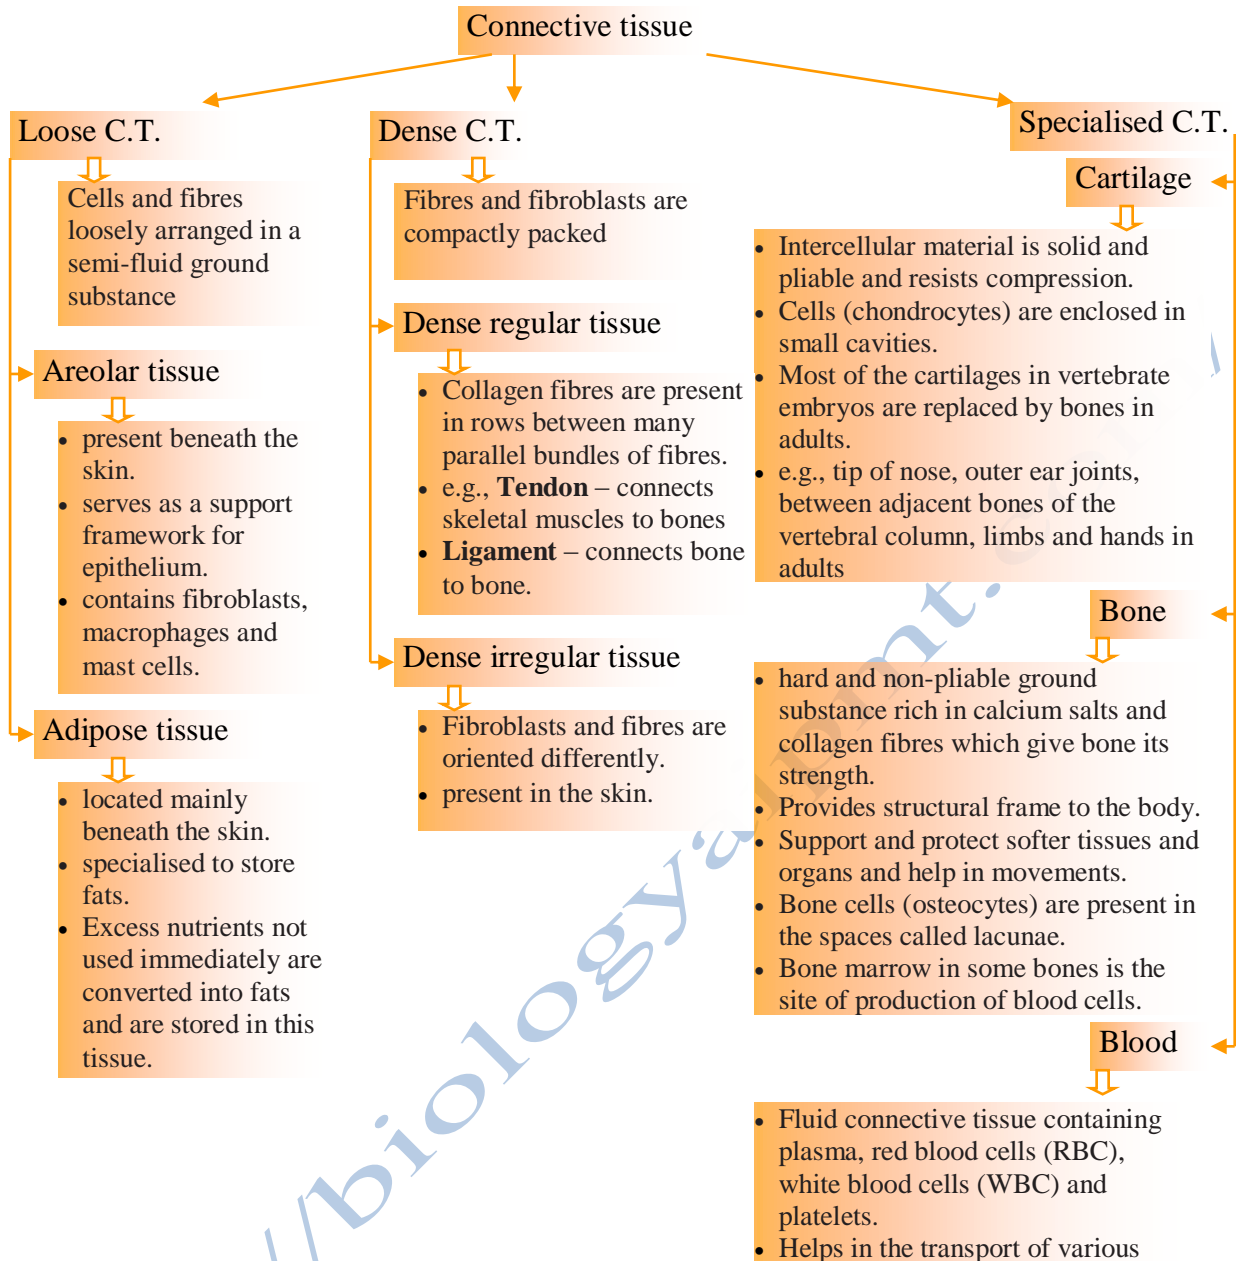 Connective tissue
Loose C.T.
Cells and fibres
loosely arranged in a
semi-fluid ground
substance
Areolar tissue
• present beneath the
skin.
• serves as a support
framework for
epithelium.
• contains fibroblasts,
macrophages and
mast cells.
Adipose tissue
• located mainly
beneath the skin.
• specialised to store
fats.
• Excess nutrients not
used immediately are
converted into fats
and are stored in this
tissue.
Dense C.T.
Fibres and fibroblasts are
compactly packed
Dense regular tissue
• Collagen fibres are present
in rows between many
parallel bundles of fibres.
• e.g., Tendon – connects
skeletal muscles to bones
• Ligament – connects bone
to bone.
Dense irregular tissue
• Fibroblasts and fibres are
oriented differently.
• present in the skin.
Specialised C.T.
Cartilage
• Intercellular material is solid and
pliable and resists compression.
• Cells (chondrocytes) are enclosed in
small cavities.
• Most of the cartilages in vertebrate
embryos are replaced by bones in
adults.
• e.g., tip of nose, outer ear joints,
between adjacent bones of the
vertebral column, limbs and hands in
adults
Bone
• hard and non-pliable ground
substance rich in calcium salts and
collagen fibres which give bone its
strength.
• Provides structural frame to the body.
• Support and protect softer tissues and
organs and help in movements.
• Bone cells (osteocytes) are present in
the spaces called lacunae.
• Bone marrow in some bones is the
site of production of blood cells.
Blood
• Fluid connective tissue containing
plasma, red blood cells (RBC),
white blood cells (WBC) and
platelets.
• Helps in the transport of various